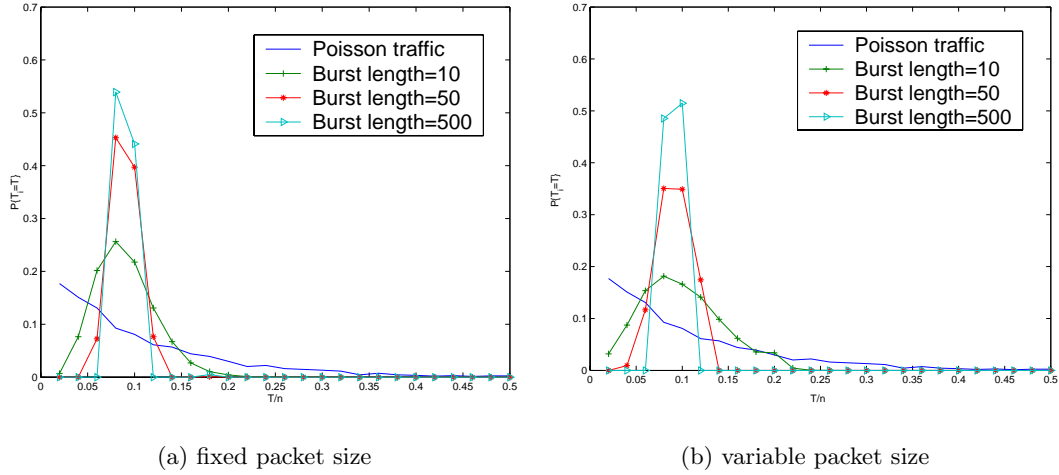 0.7
0.6
0.5
0.4
0.3
0.2
0.1
0
P{T_i=T}
Poisson traffic
Burst length=10
Burst length=50
Burst length=500
0 0.05 0.1 0.15 0.2 0.25 0.3 0.35 0.4 0.45 0.5
T/n
(a) fixed packet size
0.7
0.6
0.5
0.4
0.3
0.2
0.1
0
P{T_i=T}
Poisson traffic
Burst length=10
Burst length=50
Burst length=500
0 0.05 0.1 0.15 0.2 0.25 0.3 0.35 0.4 0.45 0.5
T/n
(b) variable packet size